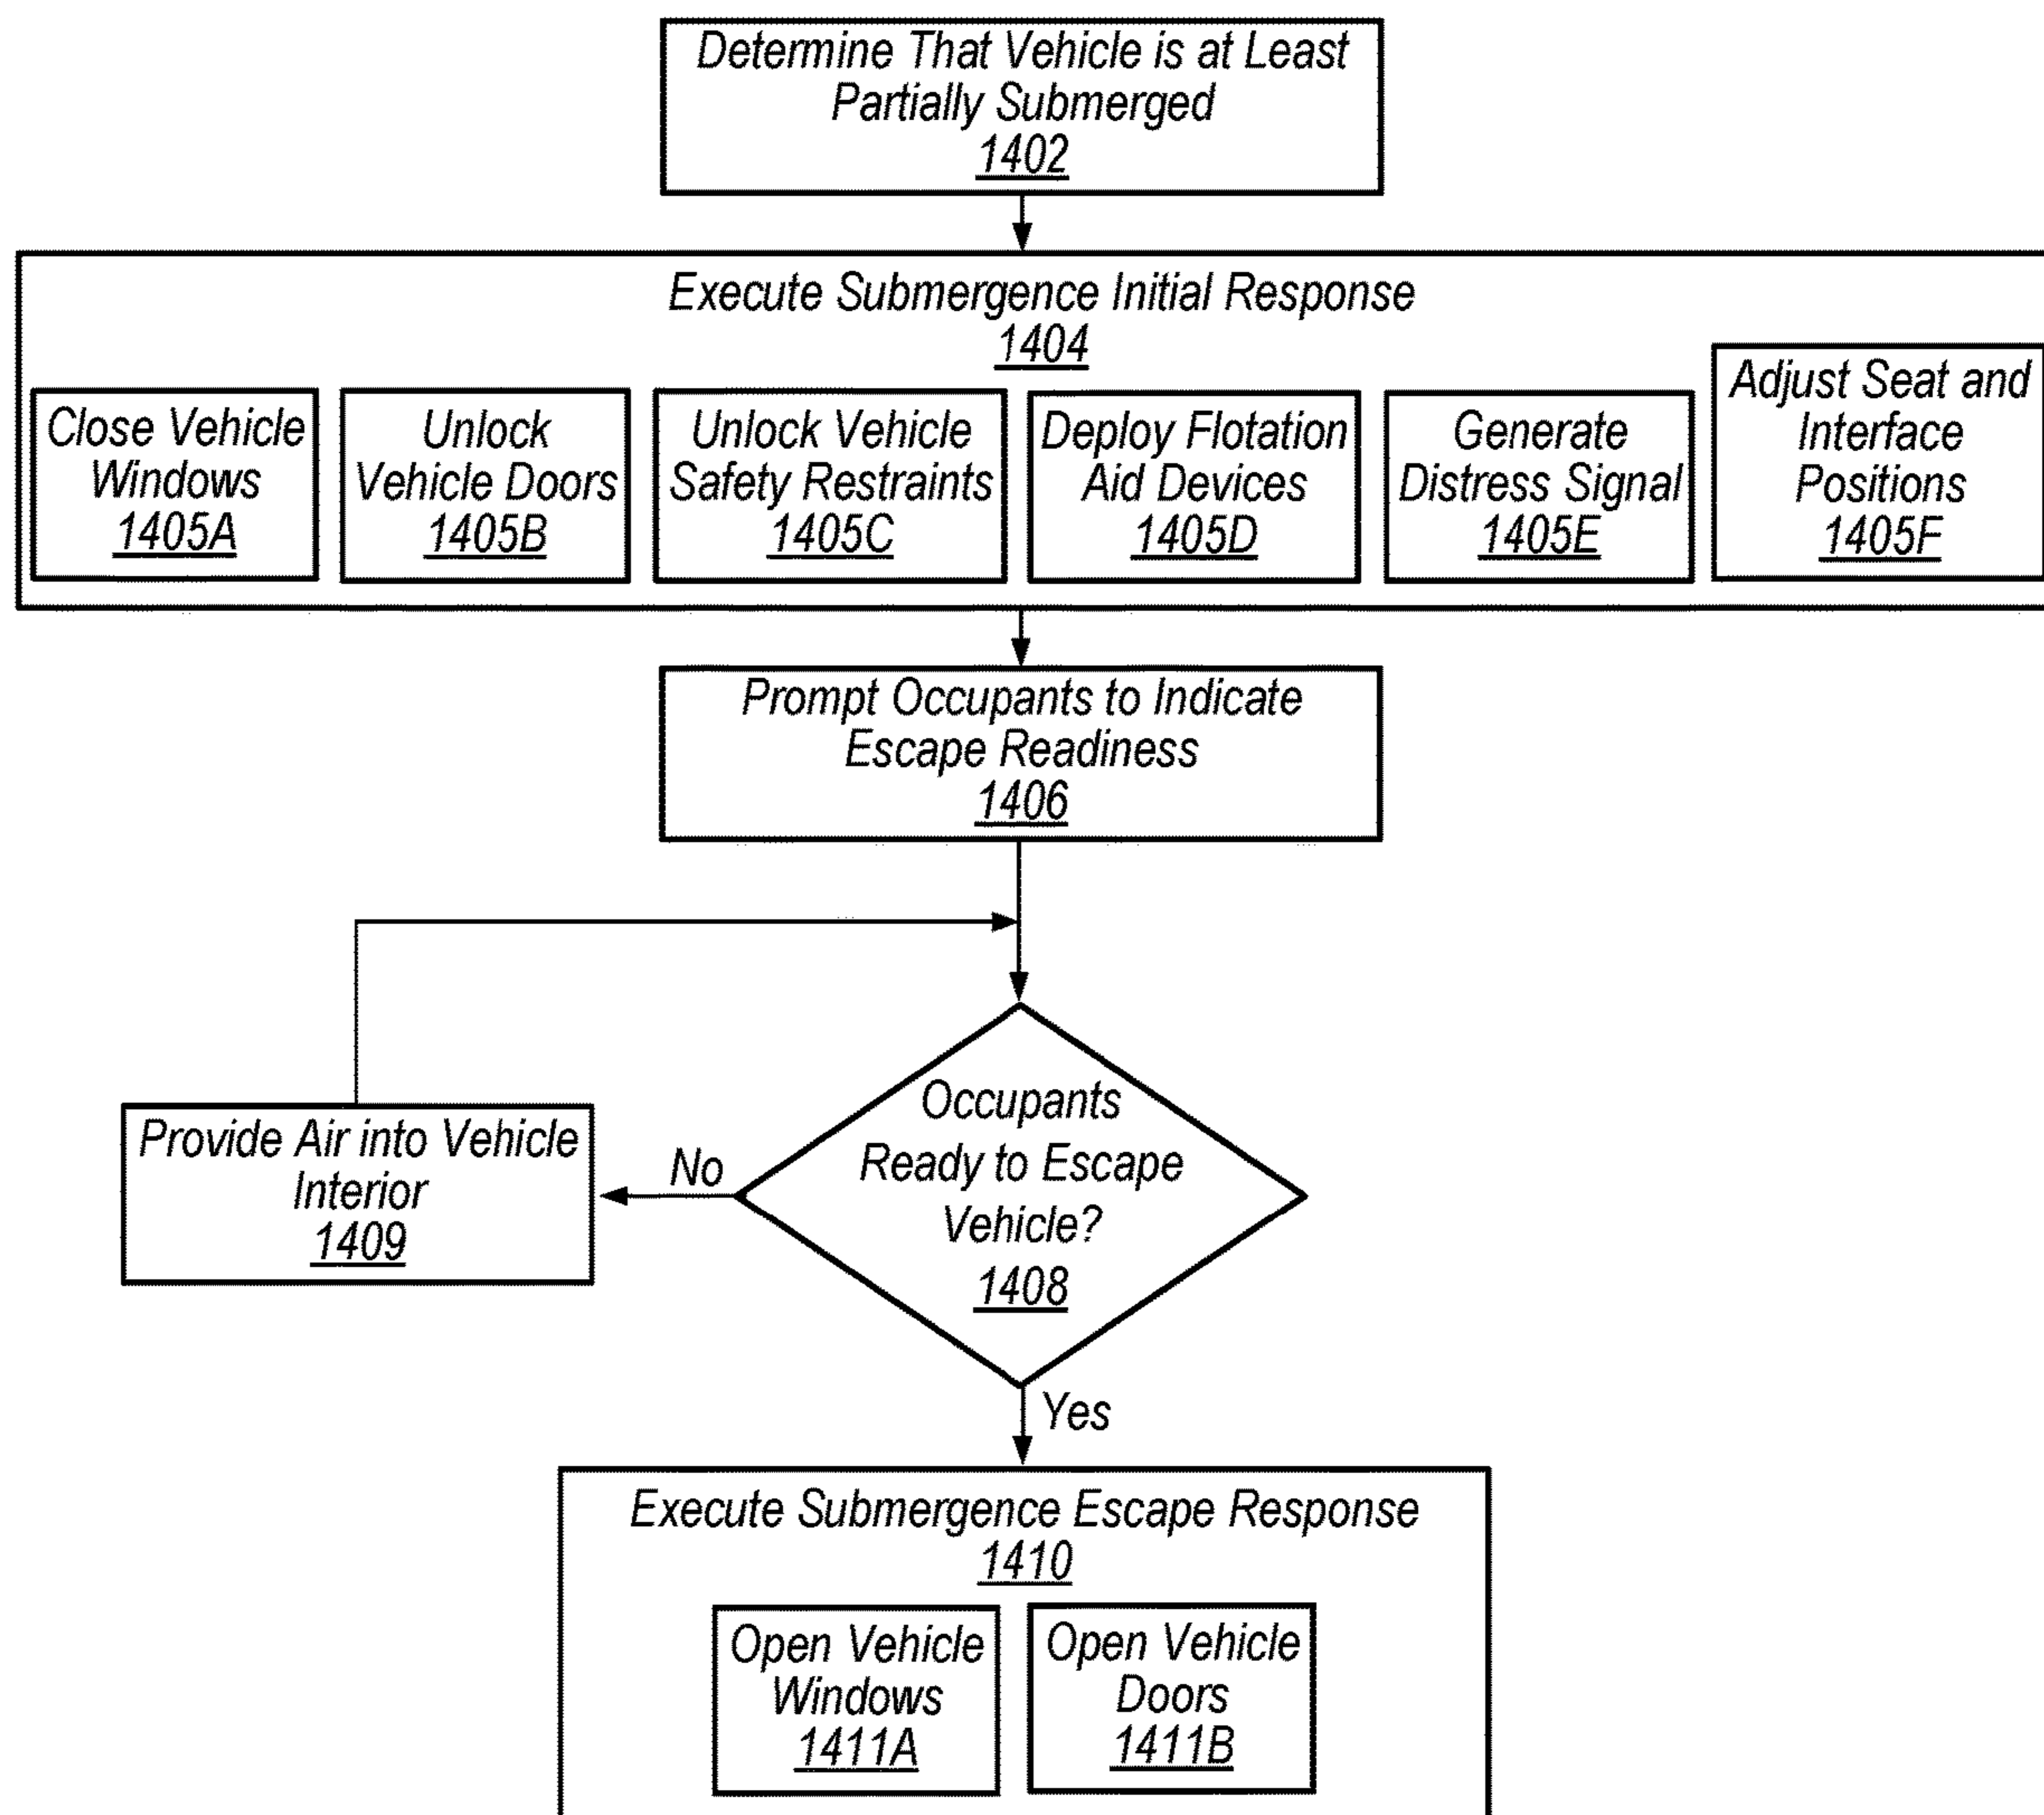 Determine That Vehicle is at Least
Partially Submerged
1402
Execute Submergence Initial Response
1404
Close Vehicle
Windows
1405A
Unlock
Vehicle Doors
1405B
Unlock Vehicle
Safety Restraints
1405C
Deploy Flotation
Aid Devices
1405D
Generate
Distress Signal
1405E
Adjust Seat and
Interface
Positions
1405F
Prompt Occupants to Indicate
Escape Readiness
1406
Occupants
Ready to Escape
Vehicle?
1408
No
Provide Air into Vehicle
Interior
1409
Yes
Execute Submergence Escape Response
1410
Open Vehicle
Windows
1411A
Open Vehicle
Doors
1411B